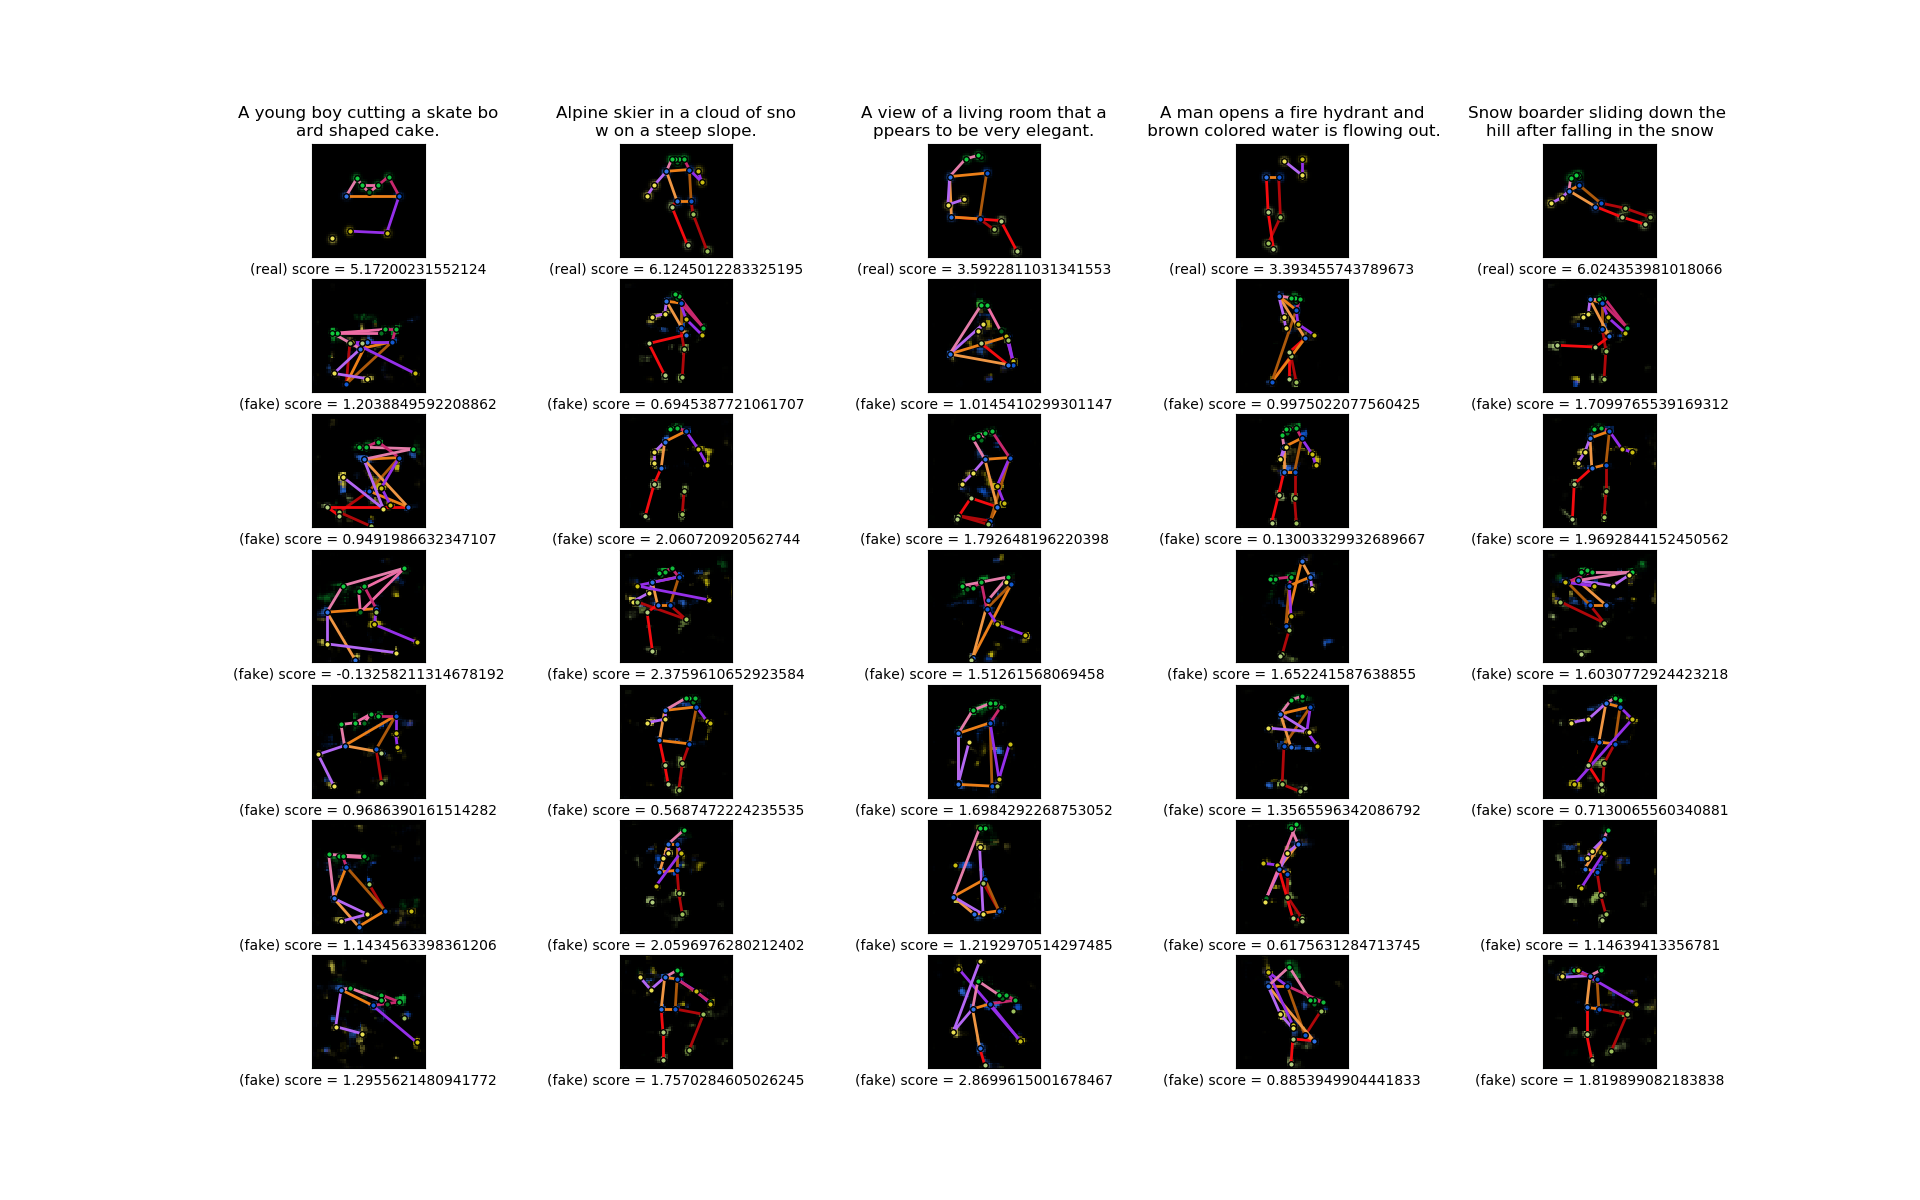 A young boy cutting a skate bo
ard shaped cake.
Alpine skier in a cloud of sno
w on a steep slope.
A view of a living room that a
ppears to be very elegant.
A man opens a fire hydrant and
brown colored water is flowing out.
Snow boarder sliding down the
hill after falling in the snow
(real) score = 5.17200231552124
(real) score = 6.1245012283325195
(real) score = 3.5922811031341553
(real) score = 3.393455743789673
(real) score = 6.024353981018066
(fake) score = 1.2038849592208862
(fake) score = 0.6945387721061707
(fake) score = 1.0145410299301147
(fake) score = 0.9975022077560425
(fake) score = 1.7099765539169312
(fake) score = 0.9491986632347107
(fake) score = 2.060720920562744
(fake) score = 1.792648196220398
(fake) score = 0.13003329932689667
(fake) score = 1.9692844152450562
(fake) score = -0.13258211314678192
(fake) score = 2.3759610652923584
(fake) score = 1.51261568069458
(fake) score = 1.652241587638855
(fake) score = 1.6030772924423218
(fake) score = 0.9686390161514282
(fake) score = 0.5687472224235535
(fake) score = 1.6984292268753052
(fake) score = 1.3565596342086792
(fake) score = 0.7130065560340881
(fake) score = 1.1434563398361206
(fake) score = 2.0596976280212402
(fake) score = 1.2192970514297485
(fake) score = 0.6175631284713745
(fake) score = 1.14639413356781
(fake) score = 1.2955621480941772
(fake) score = 1.7570284605026245
(fake) score = 2.8699615001678467
(fake) score = 0.8853949904441833
(fake) score = 1.819899082183838